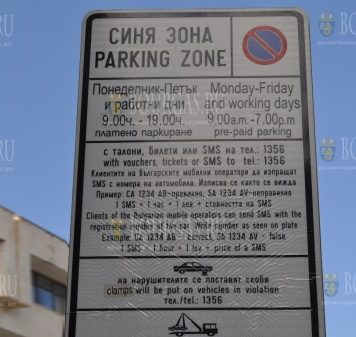 СИНЯ ЗОНА
PARKING ZONE
Понеделник-Петък Monday-Friday
и работни дни and working days
9.00ч. - 19.00ч. 9.00a.m.-7.00p.m
платено паркиране pre-paid parking
с талони, билети или SMS на тел.: 1356
with vouchers, tickets or SMS to tel.: 1356
Клиентите на българските мобилни оператори да изпращат
SMS с номера на автомобила. Изписва се както се вижда
Пример: СА 1234 АВ -правилно, SA 1234 AV-неправилно
1 SMS = 1 час = 1 лев + стойността на SMS
Clients of the Bulgarian mobile operators can send SMS with the
registration number of the car. Write number as seen on plate
Example: CA 1234 AB - correct, SA 1234 AV - false
1 SMS = 1 hour = 1 lev + price of a SMS
на нарушителите се поставят скоби
clamps will be put on vehicles in violation
тел./tel.: 1356